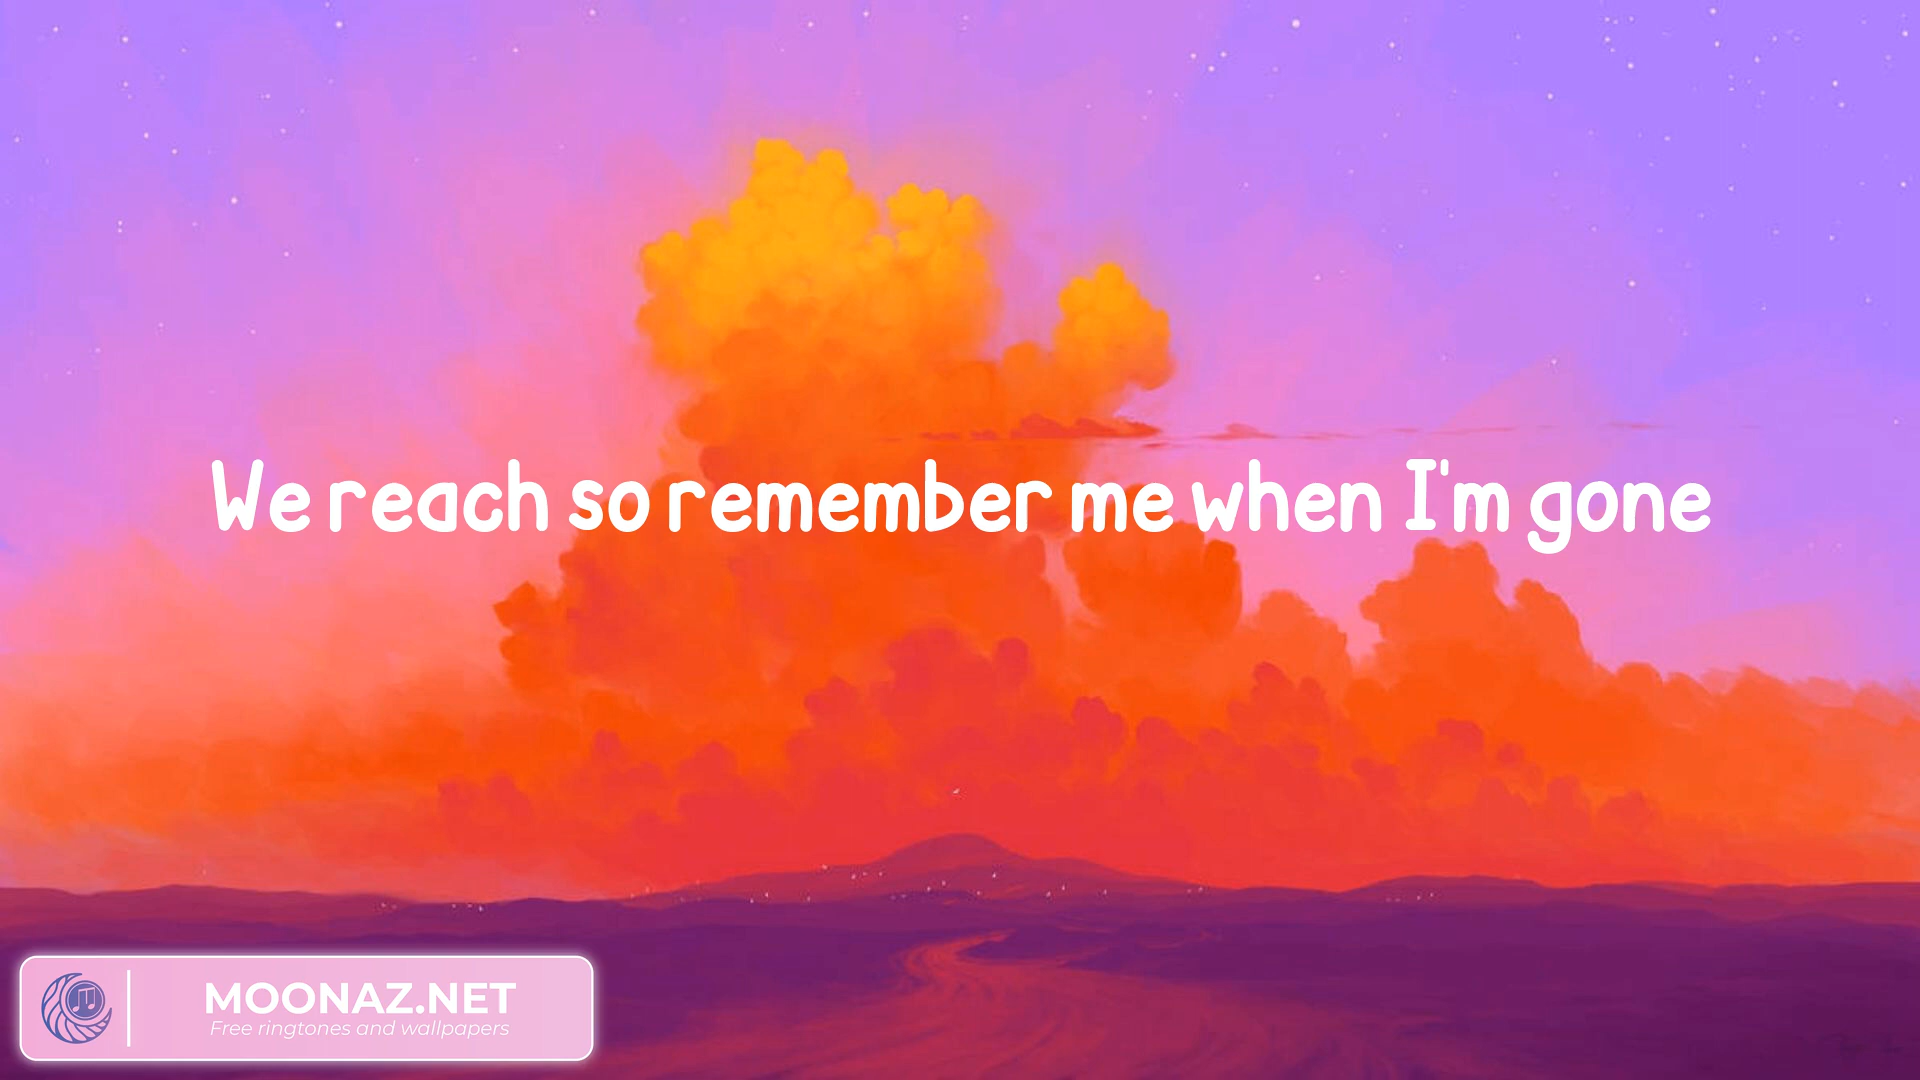 We reach so remember me when I'm gone
MOONAZ.NET
Free ringtones and wallpapers